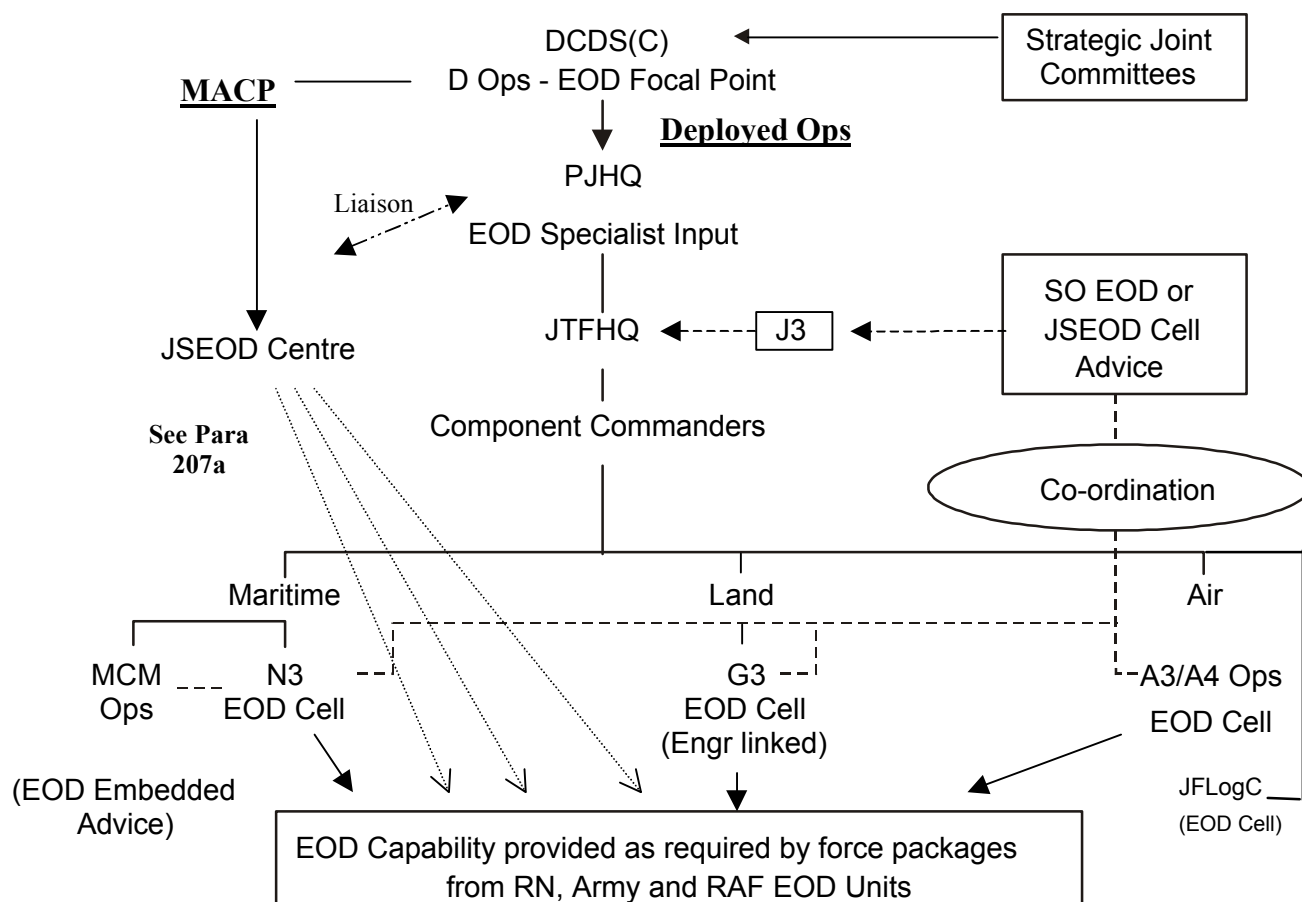 DCDS(C)
Strategic Joint
Committees
MACP
D Ops - EOD Focal Point
Deployed Ops
PJHQ
Liaison
EOD Specialist Input
SO EOD or
JSEOD Cell
Advice
JTFHQ
J3
JSEOD Centre
Component Commanders
See Para
207a
Co-ordination
Maritime
Land
Air
MCM
Ops
N3
EOD Cell
G3
EOD Cell
(Engr linked)
A3/A4 Ops
EOD Cell
(EOD Embedded
Advice)
JFLogC
(EOD Cell)
EOD Capability provided as required by force packages
from RN, Army and RAF EOD Units